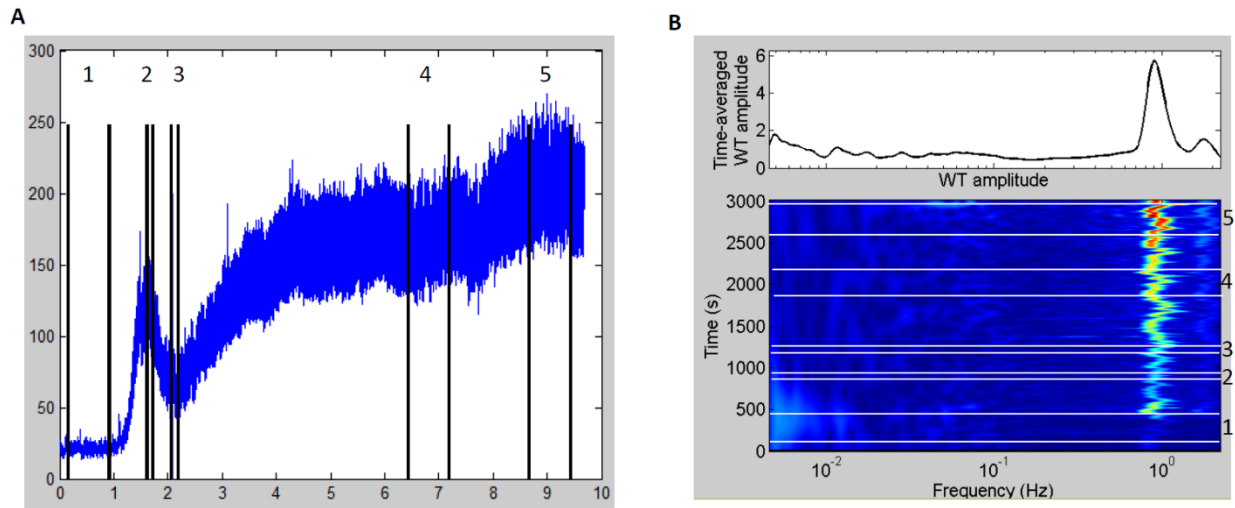 A
300
250
200
150
100
50
0
1 2 3 4 5
0 1 2 3 4 5 6 7 8 9 10
B
Time-averaged
WT amplitude
6
4
2
0
WT amplitude
Time (s)
3000
2500
2000
1500
1000
500
0
5
4
3
2
1
10⁻² 10⁻¹ 10⁰
Frequency (Hz)